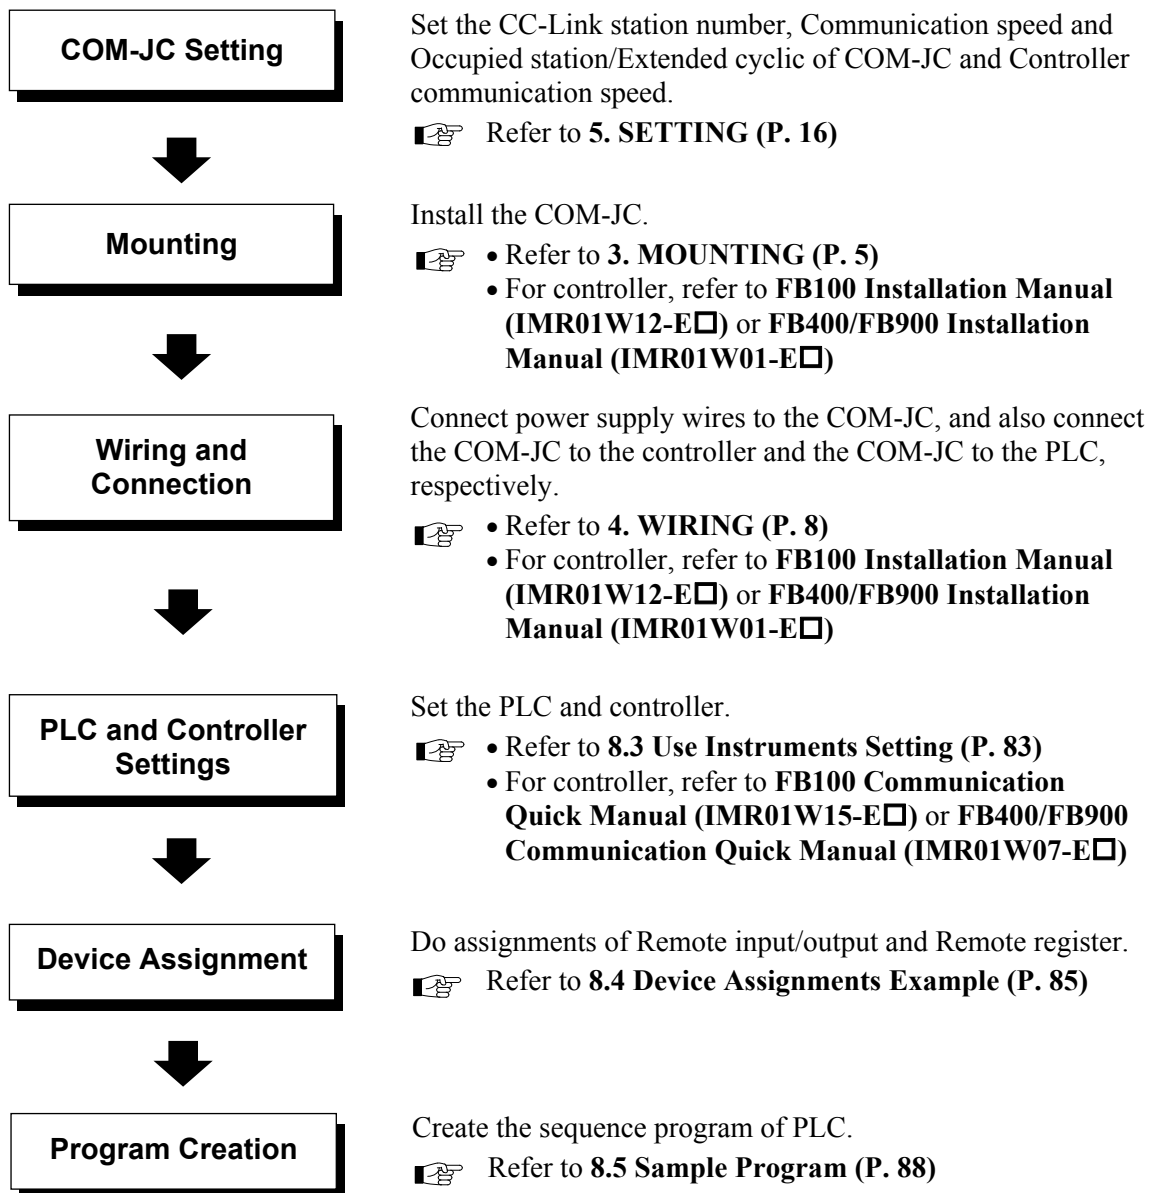 COM-JC Setting
Set the CC-Link station number, Communication speed and
Occupied station/Extended cyclic of COM-JC and Controller
communication speed.
Refer to 5. SETTING (P. 16)
Mounting
Install the COM-JC.
• Refer to 3. MOUNTING (P. 5)
• For controller, refer to FB100 Installation Manual
(IMR01W12-E□) or FB400/FB900 Installation
Manual (IMR01W01-E□)
Wiring and
Connection
Connect power supply wires to the COM-JC, and also connect
the COM-JC to the controller and the COM-JC to the PLC,
respectively.
• Refer to 4. WIRING (P. 8)
• For controller, refer to FB100 Installation Manual
(IMR01W12-E□) or FB400/FB900 Installation
Manual (IMR01W01-E□)
PLC and Controller
Settings
Set the PLC and controller.
• Refer to 8.3 Use Instruments Setting (P. 83)
• For controller, refer to FB100 Communication
Quick Manual (IMR01W15-E□) or FB400/FB900
Communication Quick Manual (IMR01W07-E□)
Device Assignment
Do assignments of Remote input/output and Remote register.
Refer to 8.4 Device Assignments Example (P. 85)
Program Creation
Create the sequence program of PLC.
Refer to 8.5 Sample Program (P. 88)